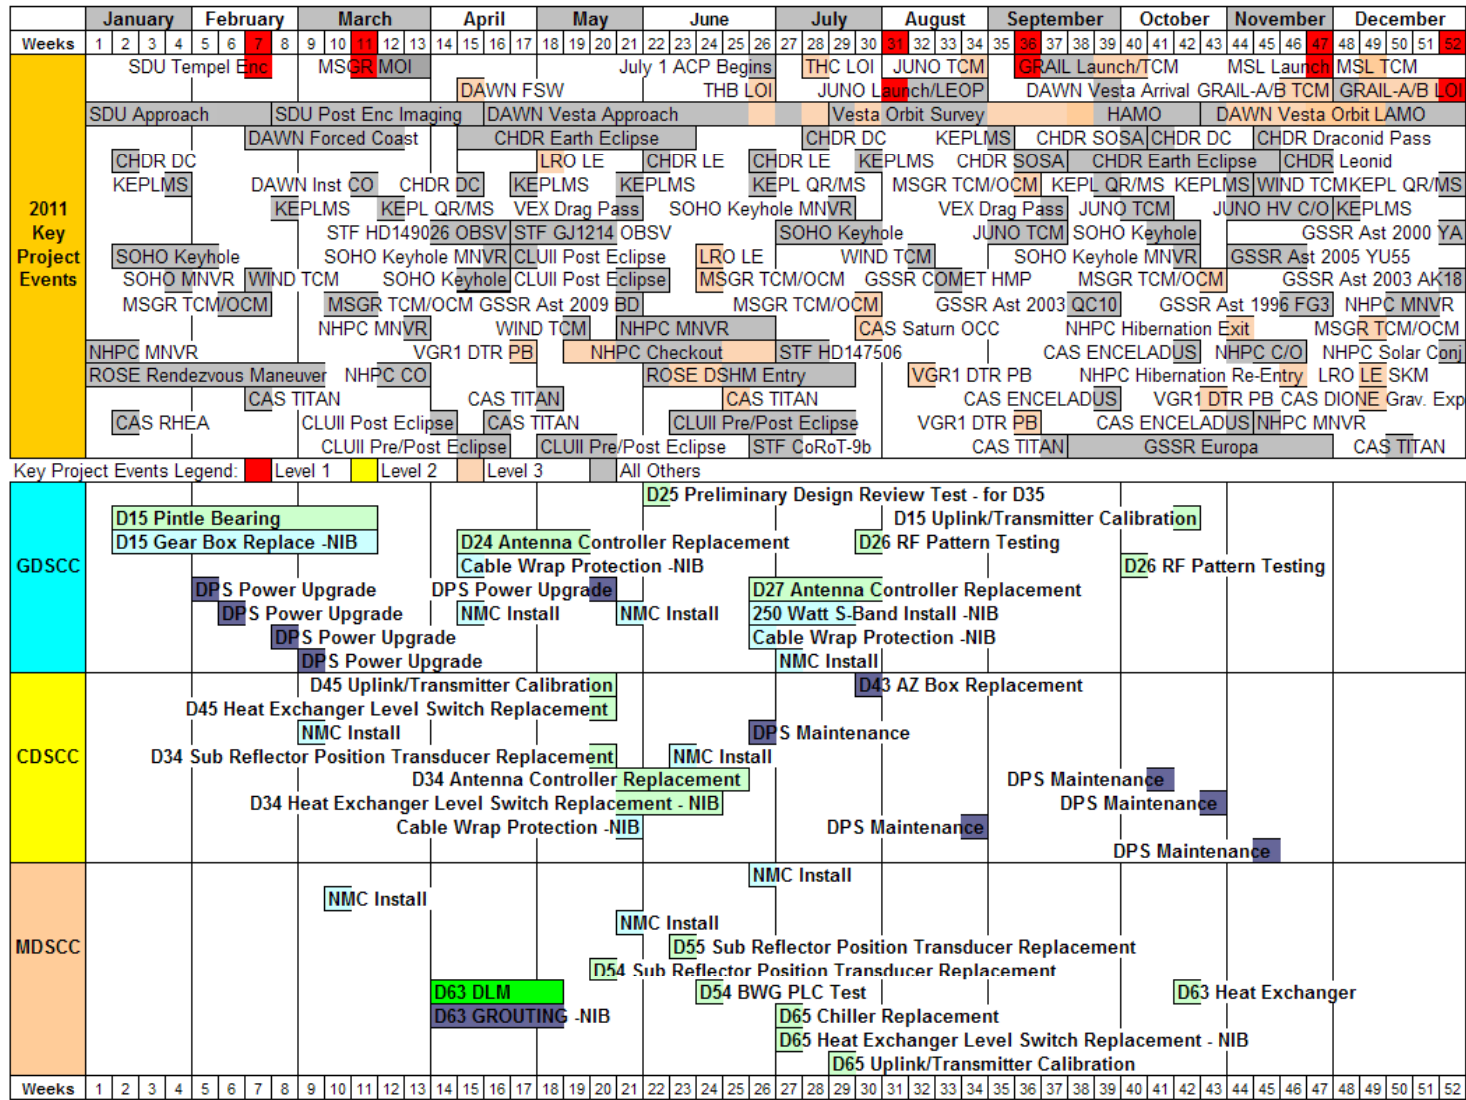 January February March April May June July August September October November December
Weeks 1 2 3 4 5 6 7 8 9 10 11 12 13 14 15 16 17 18 19 20 21 22 23 24 25 26 27 28 29 30 31 32 33 34 35 36 37 38 39 40 41 42 43 44 45 46 47 48 49 50 51 52
2011 Key Project Events
SDU Tempel Enc MSGR MOI July 1 ACP Begins THC LOI JUNO TCM GRAIL Launch/TCM MSL Launch MSL TCM
DAWN FSW THB LOI JUNO Launch/LEOP DAWN Vesta Arrival GRAIL-A/B TCM GRAIL-A/B LOI
SDU Approach SDU Post Enc Imaging DAWN Vesta Approach Vesta Orbit Survey HAMO DAWN Vesta Orbit LAMO
DAWN Forced Coast CHDR Earth Eclipse CHDR DC KEPLMS CHDR SOSA CHDR DC CHDR Draconid Pass
CHDR DC LRO LE CHDR LE CHDR LE KEPLMS CHDR SOSA CHDR Earth Eclipse CHDR Leonid
KEPLMS DAWN Inst CO CHDR DC KEPLMS KEPLMS KEPL QR/MS MSGR TCM/OCM KEPL QR/MS KEPLMS WIND TCM KEPL QR/MS
KEPLMS KEPL QR/MS VEX Drag Pass SOHO Keyhole MNVR VEX Drag Pass JUNO TCM JUNO HV C/O KEPLMS
STF HD149026 OBSV STF GJ1214 OBSV SOHO Keyhole JUNO TCM SOHO Keyhole GSSR Ast 2000 YA
SOHO Keyhole SOHO Keyhole MNVR CLUII Post Eclipse LRO LE WIND TCM SOHO Keyhole MNVR GSSR Ast 2005 YU55
SOHO MNVR WIND TCM SOHO Keyhole CLUII Post Eclipse MSGR TCM/OCM GSSR COMET HMP MSGR TCM/OCM GSSR Ast 2003 AK18
MSGR TCM/OCM MSGR TCM/OCM GSSR Ast 2009 BD MSGR TCM/OCM GSSR Ast 2003 QC10 GSSR Ast 1996 FG3 NHPC MNVR
NHPC MNVR WIND TCM NHPC MNVR CAS Saturn OCC NHPC Hibernation Exit MSGR TCM/OCM
NHPC MNVR VGR1 DTR PB NHPC Checkout STF HD147506 CAS ENCELADUS NHPC C/O NHPC Solar Conj
ROSE Rendezvous Maneuver NHPC CO ROSE DSHM Entry VGR1 DTR PB NHPC Hibernation Re-Entry LRO LE SKM
CAS TITAN CAS TITAN CAS TITAN CAS ENCELADUS VGR1 DTR PB CAS DIONE Grav. Exp
CAS RHEA CLUII Post Eclipse CAS TITAN CLUII Pre/Post Eclipse VGR1 DTR PB CAS ENCELADUS NHPC MNVR
CLUII Pre/Post Eclipse CLUII Pre/Post Eclipse STF CoRoT-9b CAS TITAN GSSR Europa CAS TITAN
Key Project Events Legend: Level 1 Level 2 Level 3 All Others
GDSCC
D25 Preliminary Design Review Test - for D35
D15 Pintle Bearing D15 Uplink/Transmitter Calibration
D15 Gear Box Replace -NIB D24 Antenna Controller Replacement D26 RF Pattern Testing
Cable Wrap Protection -NIB D26 RF Pattern Testing
DPS Power Upgrade DPS Power Upgrade D27 Antenna Controller Replacement
DPS Power Upgrade NMC Install NMC Install 250 Watt S-Band Install -NIB
DPS Power Upgrade Cable Wrap Protection -NIB
DPS Power Upgrade NMC Install
CDSCC
D45 Uplink/Transmitter Calibration D43 AZ Box Replacement
D45 Heat Exchanger Level Switch Replacement
NMC Install DPS Maintenance
D34 Sub Reflector Position Transducer Replacement NMC Install
D34 Antenna Controller Replacement DPS Maintenance
D34 Heat Exchanger Level Switch Replacement - NIB DPS Maintenance
Cable Wrap Protection -NIB DPS Maintenance
DPS Maintenance
MDSCC
NMC Install
NMC Install
NMC Install
D55 Sub Reflector Position Transducer Replacement
D54 Sub Reflector Position Transducer Replacement
D63 DLM D54 BWG PLC Test D63 Heat Exchanger
D63 GROUTING -NIB D65 Chiller Replacement
D65 Heat Exchanger Level Switch Replacement - NIB
D65 Uplink/Transmitter Calibration
Weeks 1 2 3 4 5 6 7 8 9 10 11 12 13 14 15 16 17 18 19 20 21 22 23 24 25 26 27 28 29 30 31 32 33 34 35 36 37 38 39 40 41 42 43 44 45 46 47 48 49 50 51 52